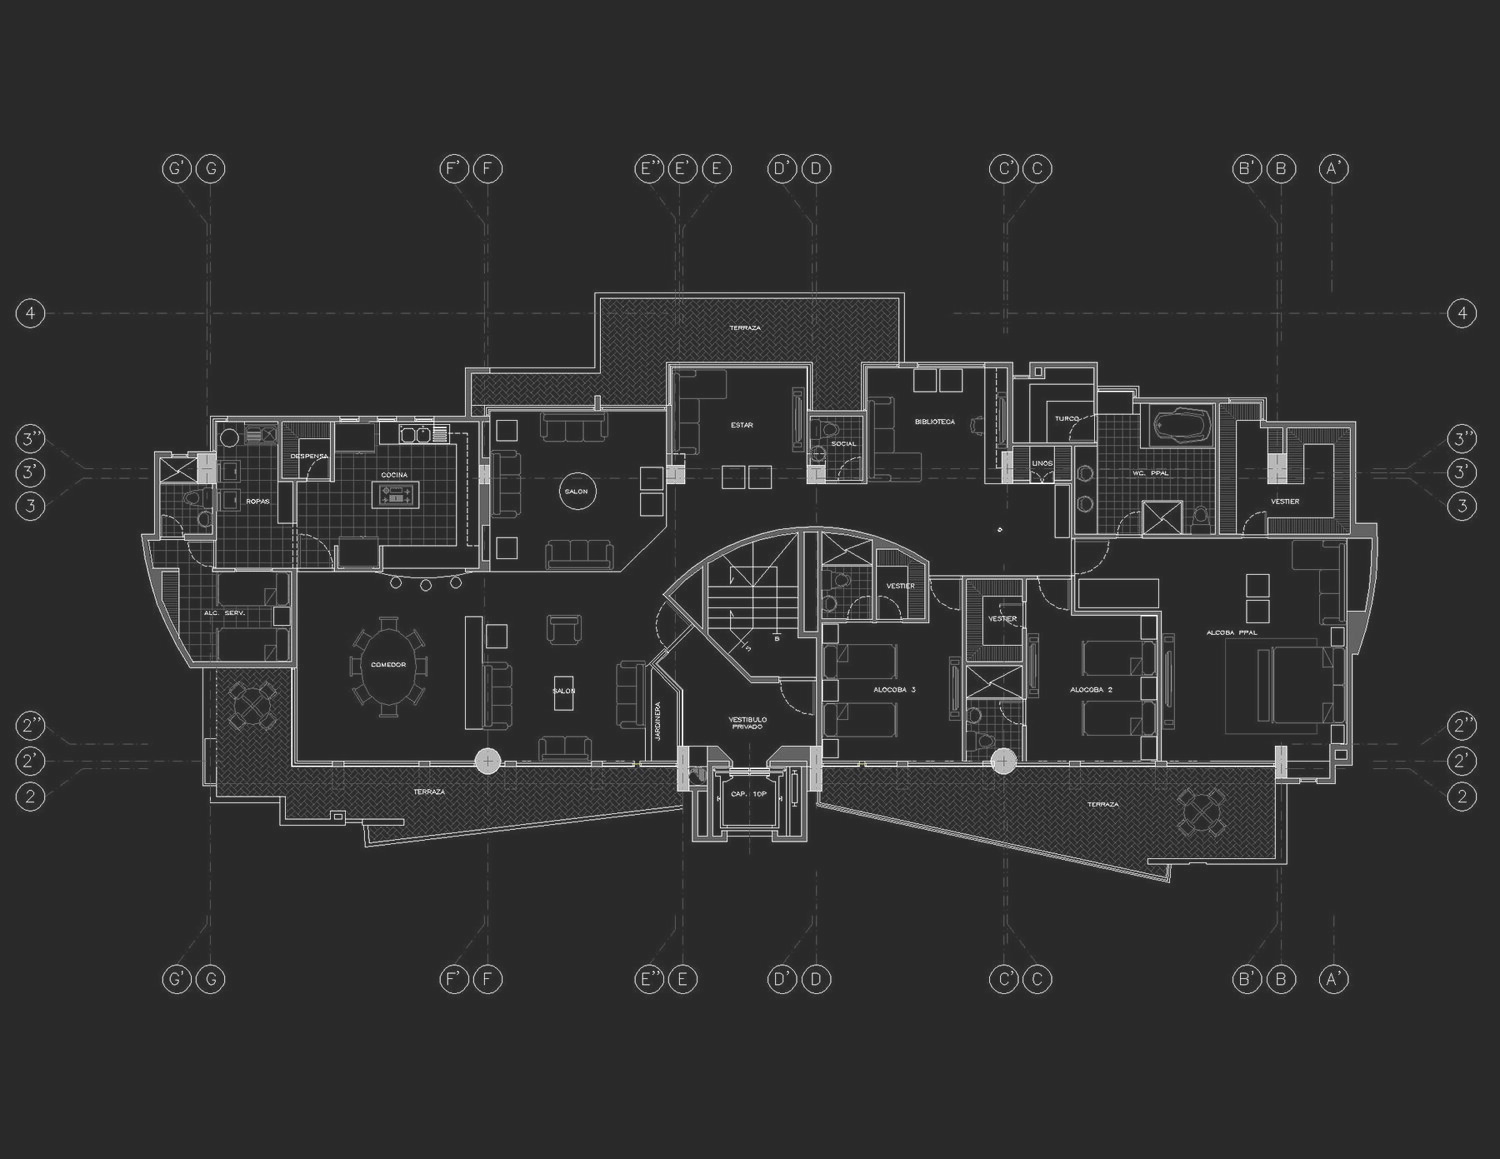 G' G F' F E'' E' E D' D C' C B' B A'
4 4
TERRAZA
TURCO
BIBLIOTECA
ESTAR
3'' 3''
SOCIAL
DESPENSA
UNOS
3' 3'
COCINA
WC. PPAL
SALON
ROPAS
VESTIER
3 3
VESTIER
ALC. SERV.
VESTIER
ALCOBA PPAL
COMEDOR
S
B
SALON
ALOCOBA 3
ALOCOBA 2
JARDINERA
VESTIBULO
PRIVADO
2'' 2''
2' 2'
TERRAZA
CAP. 10P
2 2
TERRAZA
G' G F' F E'' E D' D C' C B' B A'